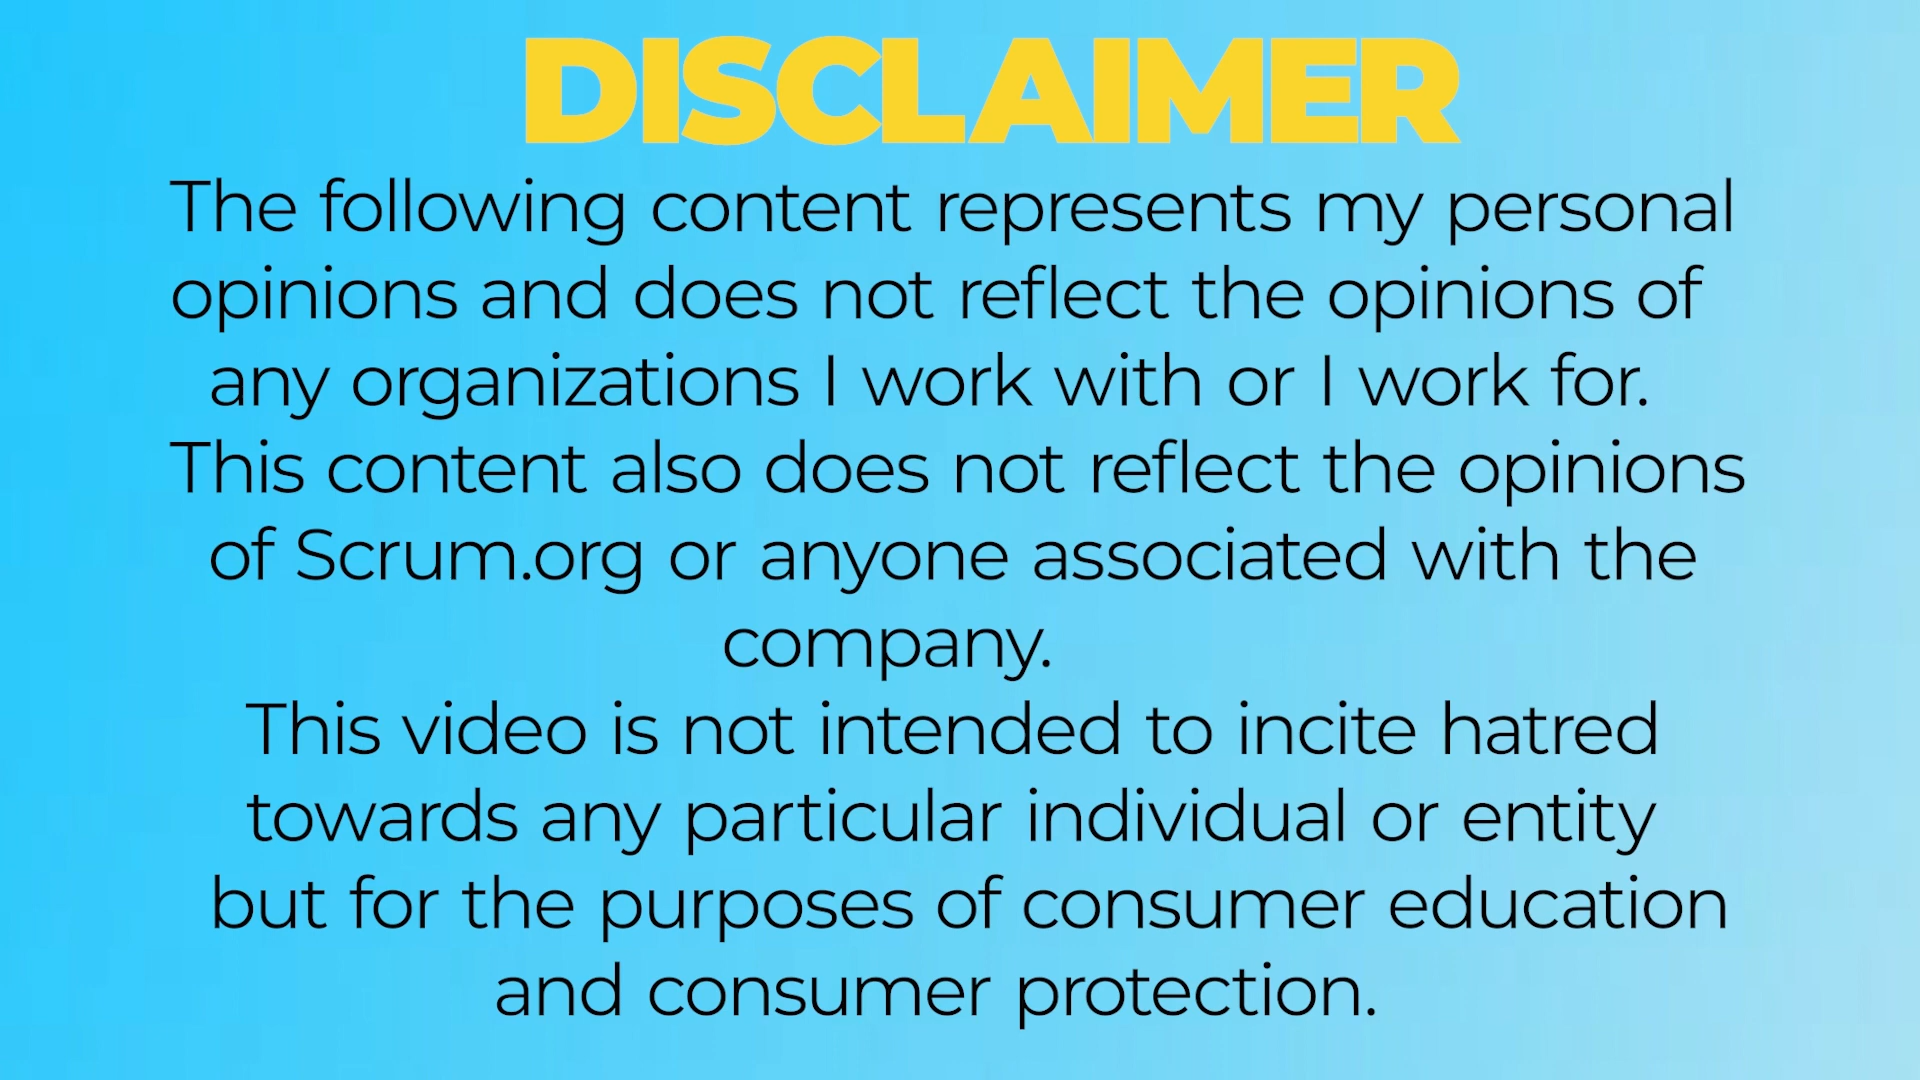 DISCLAIMER
The following content represents my personal
opinions and does not reflect the opinions of
any organizations I work with or I work for.
This content also does not reflect the opinions
of Scrum.org or anyone associated with the
company.
This video is not intended to incite hatred
towards any particular individual or entity
but for the purposes of consumer education
and consumer protection.